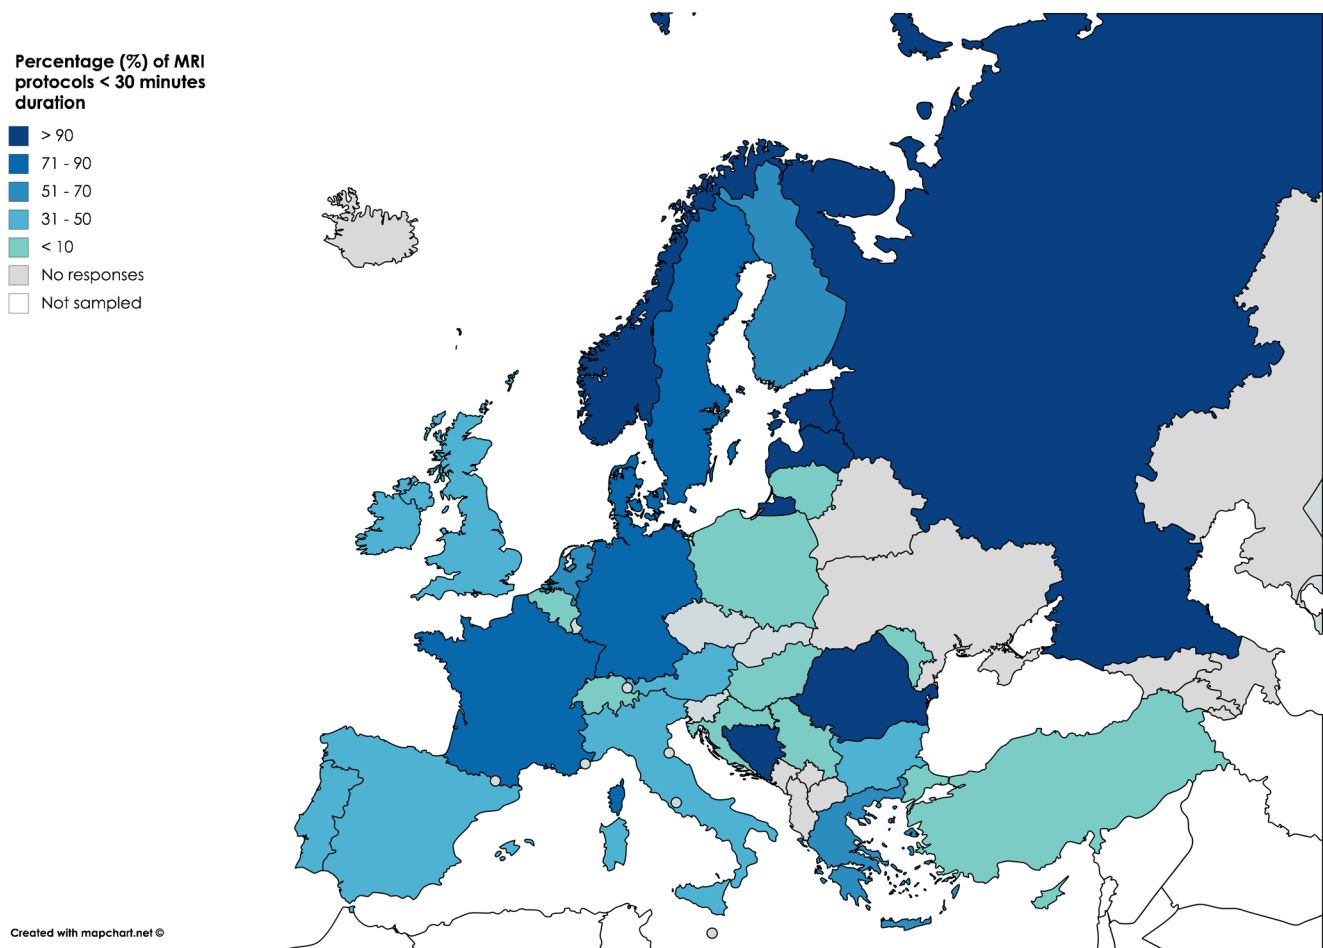 Percentage (%) of MRI
protocols < 30 minutes
duration
> 90
71 - 90
51 - 70
31 - 50
< 10
No responses
Not sampled
Created with mapchart.net ©